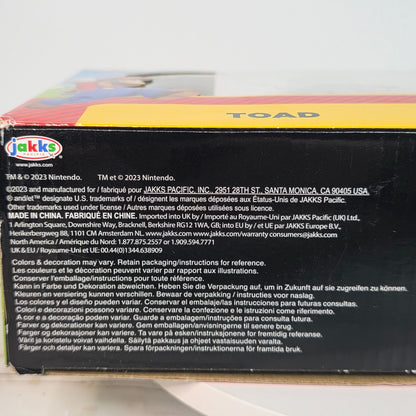 TOAD
jakks
PACIFIC
www.jakks.com
TM & © 2023 Nintendo. TM et © 2023 Nintendo.
©2023 and manufactured for / fabriqué pour JAKKS PACIFIC, INC., 2951 28TH ST., SANTA MONICA, CA 90405 USA.
® and/et™ designate U.S. trademarks of / désignent les marques déposées aux États-Unis de JAKKS Pacific.
Other trademarks used under license / Autres marques déposées utilisées sous licence.
MADE IN CHINA. FABRIQUÉ EN CHINE. Imported into UK by / Importé au Royaume-Uni par JAKKS Pacific (UK) Ltd.,
1 Arlington Square, Downshire Way, Bracknell, Berkshire RG12 1WA, GB; into EU by / et UE par JAKKS Europe B.V.,
Herikerbergweg 88, 1101 CM Amsterdam NL. www.jakks.com/warranty consumers@jakks.com
North America / Amérique du Nord: 1.877.875.2557 or 1.909.594.7771
UK & EU / Royaume-Uni et UE: 00.44(0)1344.638909
Colors & decoration may vary. Retain packaging/instructions for reference.
Les couleurs et le décoration peuvent varier par rapport aux illustrations.
Conservez l'emballage/instructions pour toute référence.
Kan in Farbe und Dekoration abweichen. Heben Sie die Verpackung auf, um in Zukunft auf sie zugreifen zu können.
Kleuren en versiering kunnen verschillen. Bewaar de verpakking / instructies voor naslag.
Los colores y el diseño pueden variar. Conservar el embalaje / instrucciones para futuras consultas.
Colori e decorazioni possono variare. Conservare la confezione e le istruzioni come riferimento.
A cor e a decoração podem variar. Guarde a embalagem/instruções para consulta futura.
Farver og dekorationer kan variere. Gem emballagen/anvisningerne til senere brug.
Farger og dekorasjoner kan variere. Ta vare på esken/instruksjonene for fremtidig referanse.
Värit ja koristelu voivat vaihdella. Säilytä pakkaus ja ohjeet vastaisuuden varalta.
Färger och detaljer kan variera. Spara förpackningen/instruktionerna för framtida bruk.